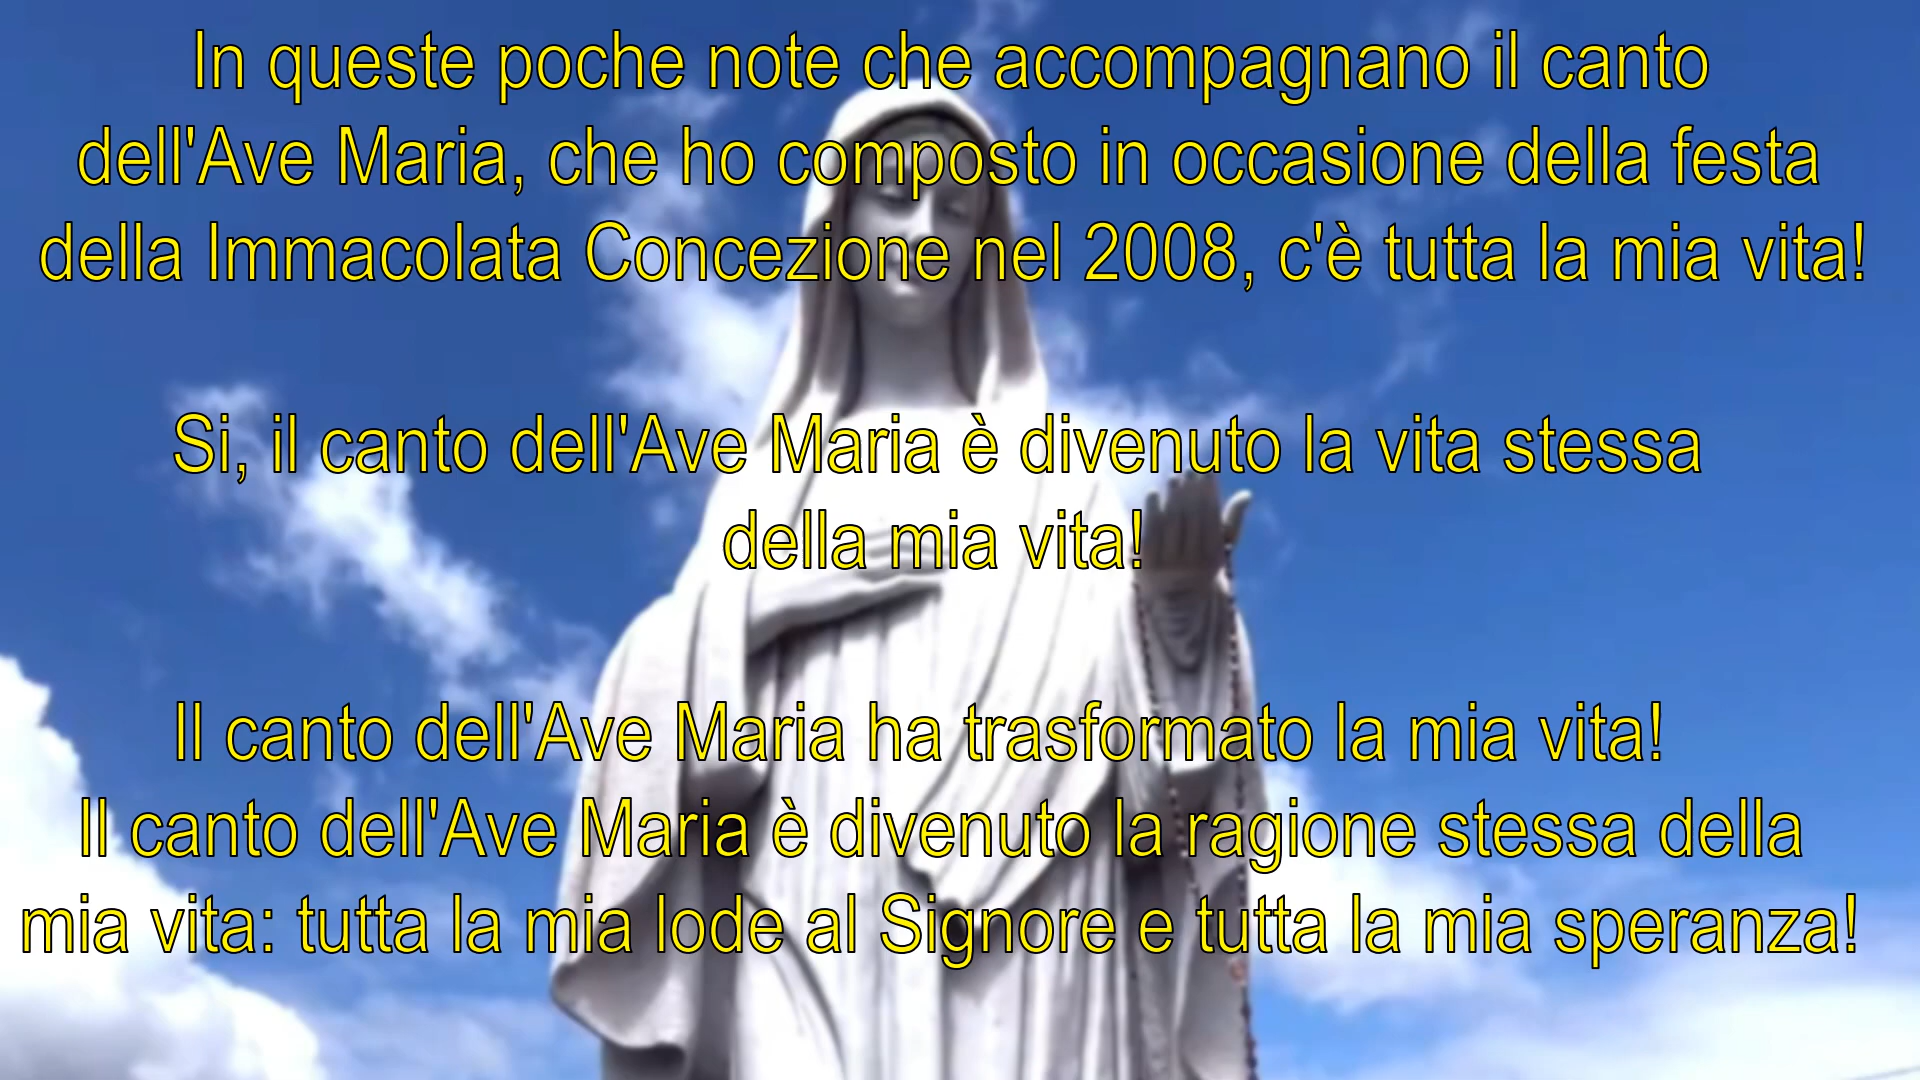 In queste poche note che accompagnano il canto
dell'Ave Maria, che ho composto in occasione della festa
della Immacolata Concezione nel 2008, c'è tutta la mia vita!
Si, il canto dell'Ave Maria è divenuto la vita stessa
della mia vita!
Il canto dell'Ave Maria ha trasformato la mia vita!
Il canto dell'Ave Maria è divenuto la ragione stessa della
mia vita: tutta la mia lode al Signore e tutta la mia speranza!